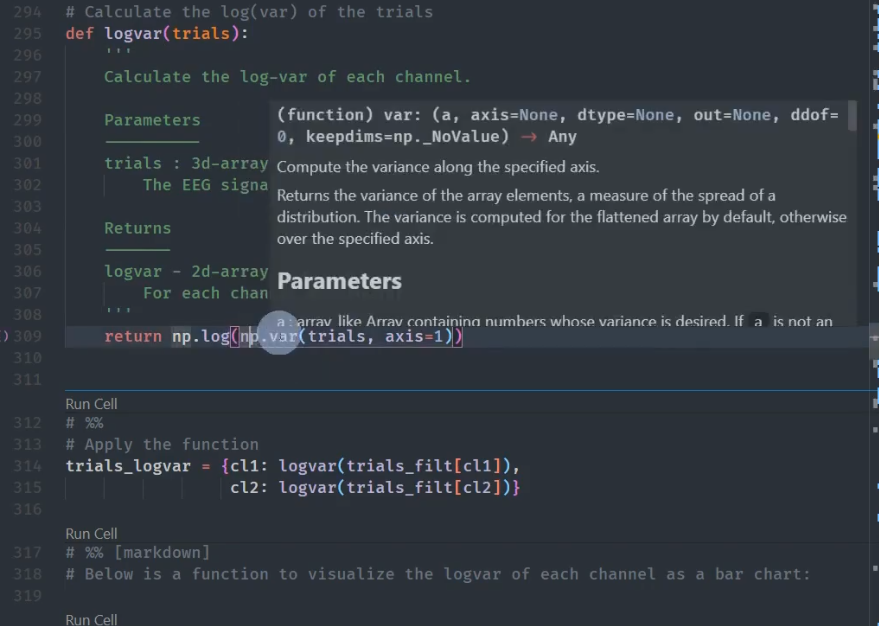 294 # Calculate the log(var) of the trials
295 def logvar(trials):
296 '''
297 Calculate the log-var of each channel.
298
299 Parameters
300 ----------
301 trials : 3d-array
302 The EEG signa
303
304 Returns
305 -------
306 logvar - 2d-array
307 For each chan
308 '''
(function) var: (a, axis=None, dtype=None, out=None, ddof=
0, keepdims=np._NoValue) → Any
Compute the variance along the specified axis.
Returns the variance of the array elements, a measure of the spread of a
distribution. The variance is computed for the flattened array by default, otherwise
over the specified axis.
Parameters
a : array_like Array containing numbers whose variance is desired. If a is not an
309 return np.log(np.var(trials, axis=1))
310
311
Run Cell
312 # %%
313 # Apply the function
314 trials_logvar = {cl1: logvar(trials_filt[cl1]),
315 cl2: logvar(trials_filt[cl2])}
316
Run Cell
317 # %% [markdown]
318 # Below is a function to visualize the logvar of each channel as a bar chart:
319
Run Cell